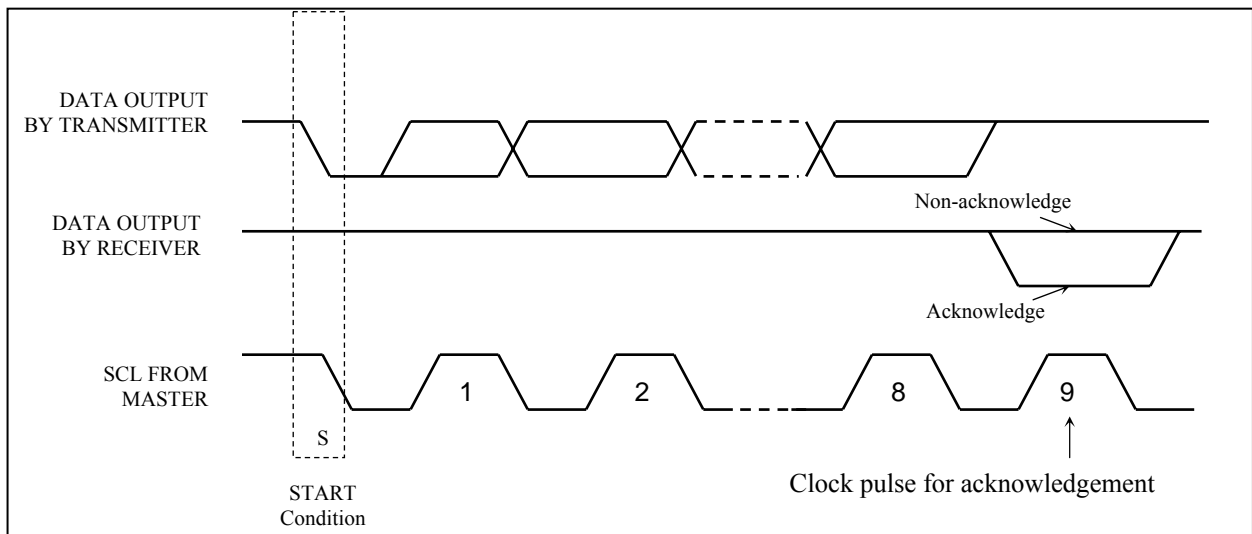 DATA OUTPUT
BY TRANSMITTER
Non-acknowledge
DATA OUTPUT
BY RECEIVER
Acknowledge
SCL FROM
MASTER
1
2
8
9
S
START
Condition
Clock pulse for acknowledgement